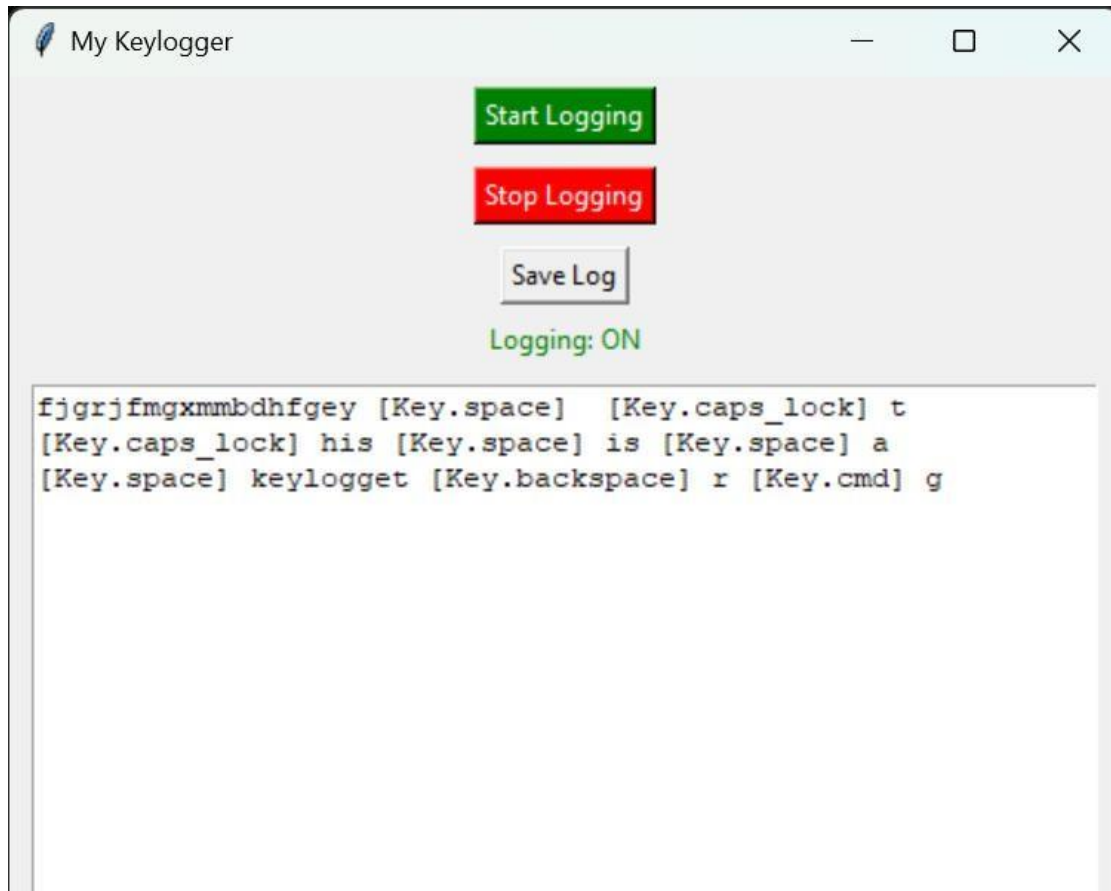 My Keylogger
Start Logging
Stop Logging
Save Log
Logging: ON
fjgrjfmgxmmbdhfgey [Key.space]  [Key.caps_lock] t
[Key.caps_lock] his [Key.space] is [Key.space] a
[Key.space] keylogget [Key.backspace] r [Key.cmd] g